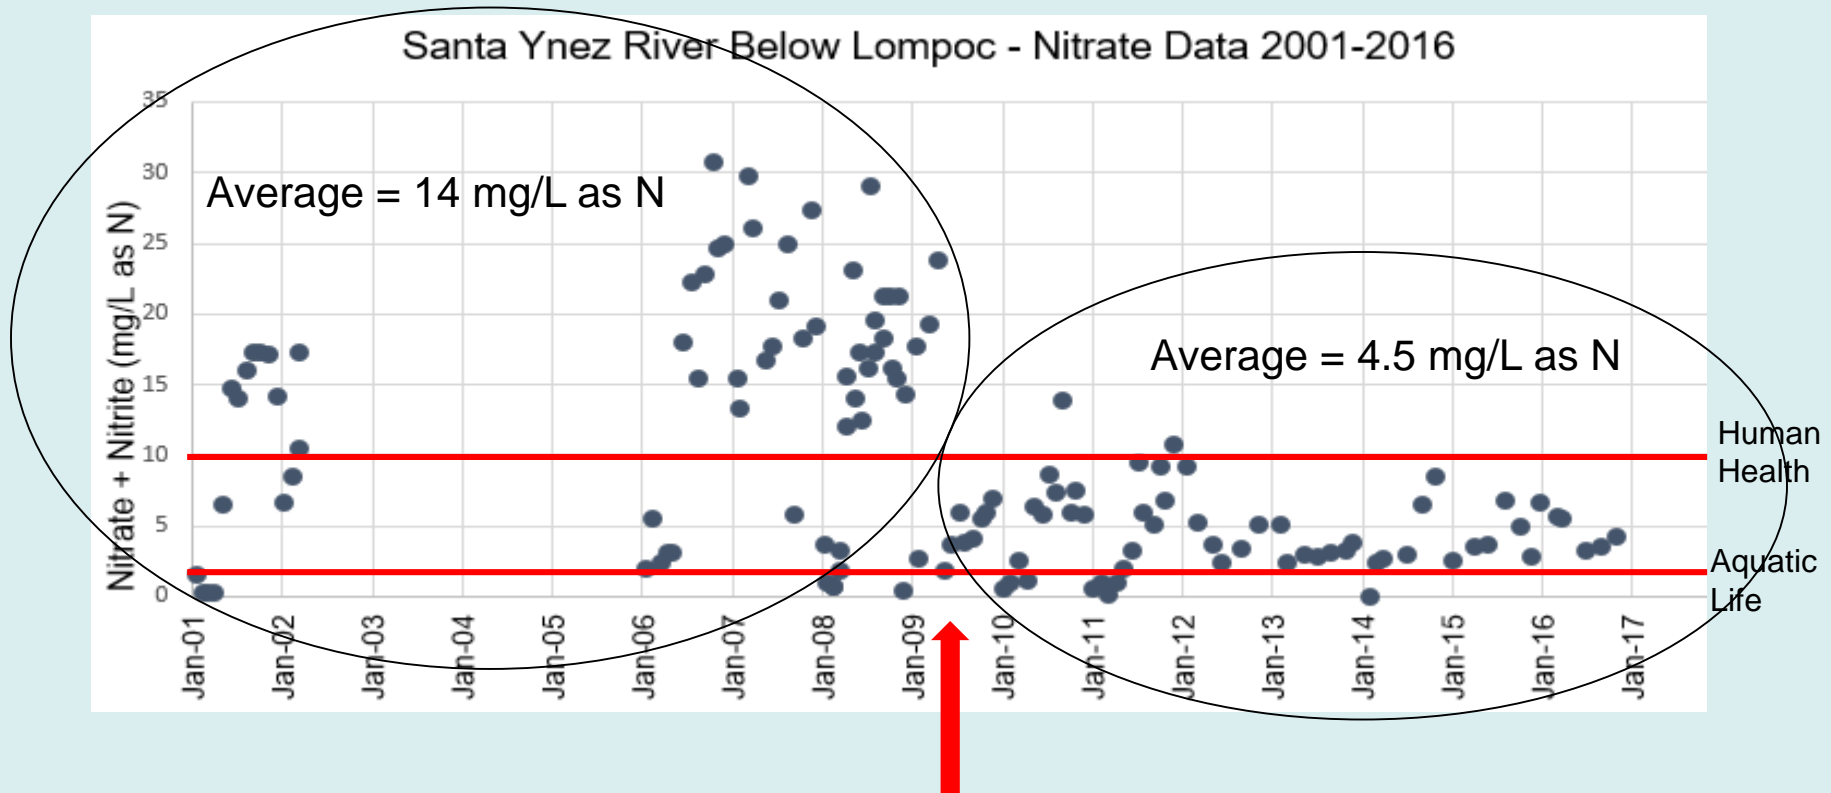 Santa Ynez River Below Lompoc - Nitrate Data 2001-2016
Nitrate + Nitrite (mg/L as N)
35
30
25
20
15
10
5
0
Average = 14 mg/L as N
Average = 4.5 mg/L as N
Human
Health
Aquatic
Life
Jan-01
Jan-02
Jan-03
Jan-04
Jan-05
Jan-06
Jan-07
Jan-08
Jan-09
Jan-10
Jan-11
Jan-12
Jan-13
Jan-14
Jan-15
Jan-16
Jan-17